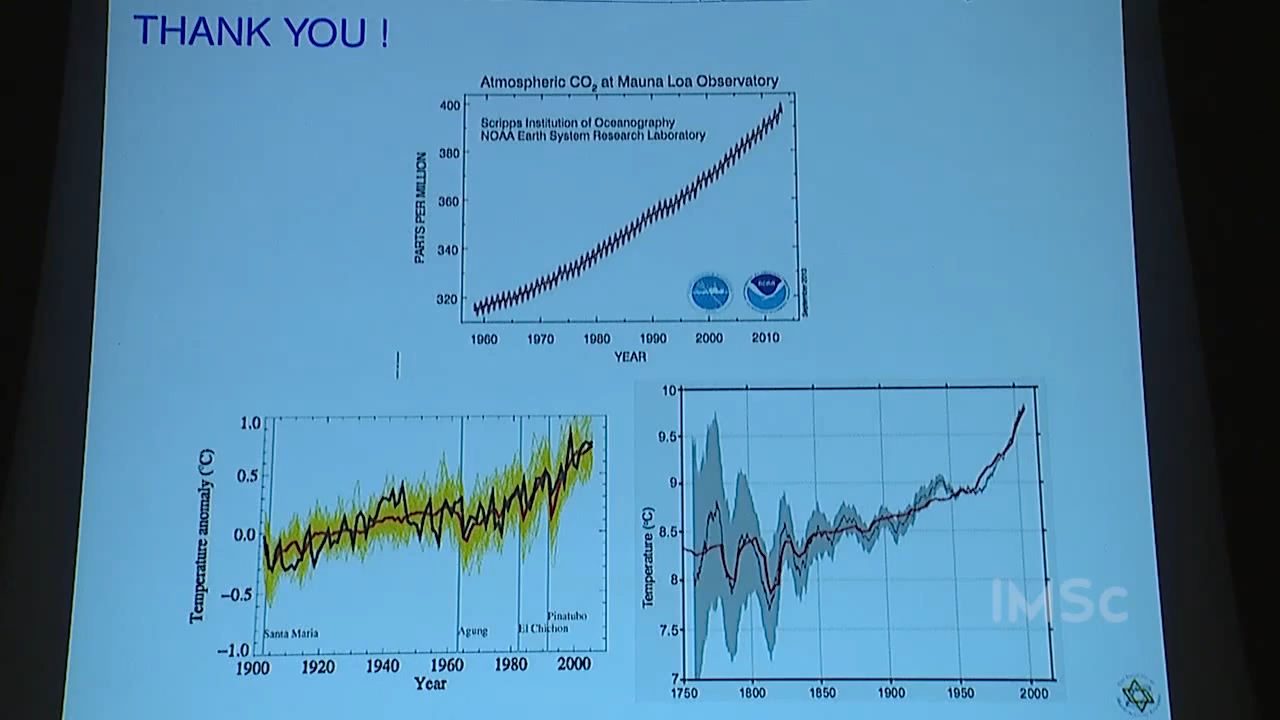 THANK YOU !
Atmospheric CO₂ at Mauna Loa Observatory
Scripps Institution of Oceanography
NOAA Earth System Research Laboratory
PARTS PER MILLION
400
380
360
340
320
1960 1970 1980 1990 2000 2010
YEAR
September 2013
NOAA
Temperature anomaly (°C)
1.0
0.5
0.0
−0.5
−1.0
Santa Maria
Agung
El Chichon
Pinatubo
1900 1920 1940 1960 1980 2000
Year
Temperature (°C)
10
9.5
9
8.5
8
7.5
7
1750 1800 1850 1900 1950 2000
IMSc